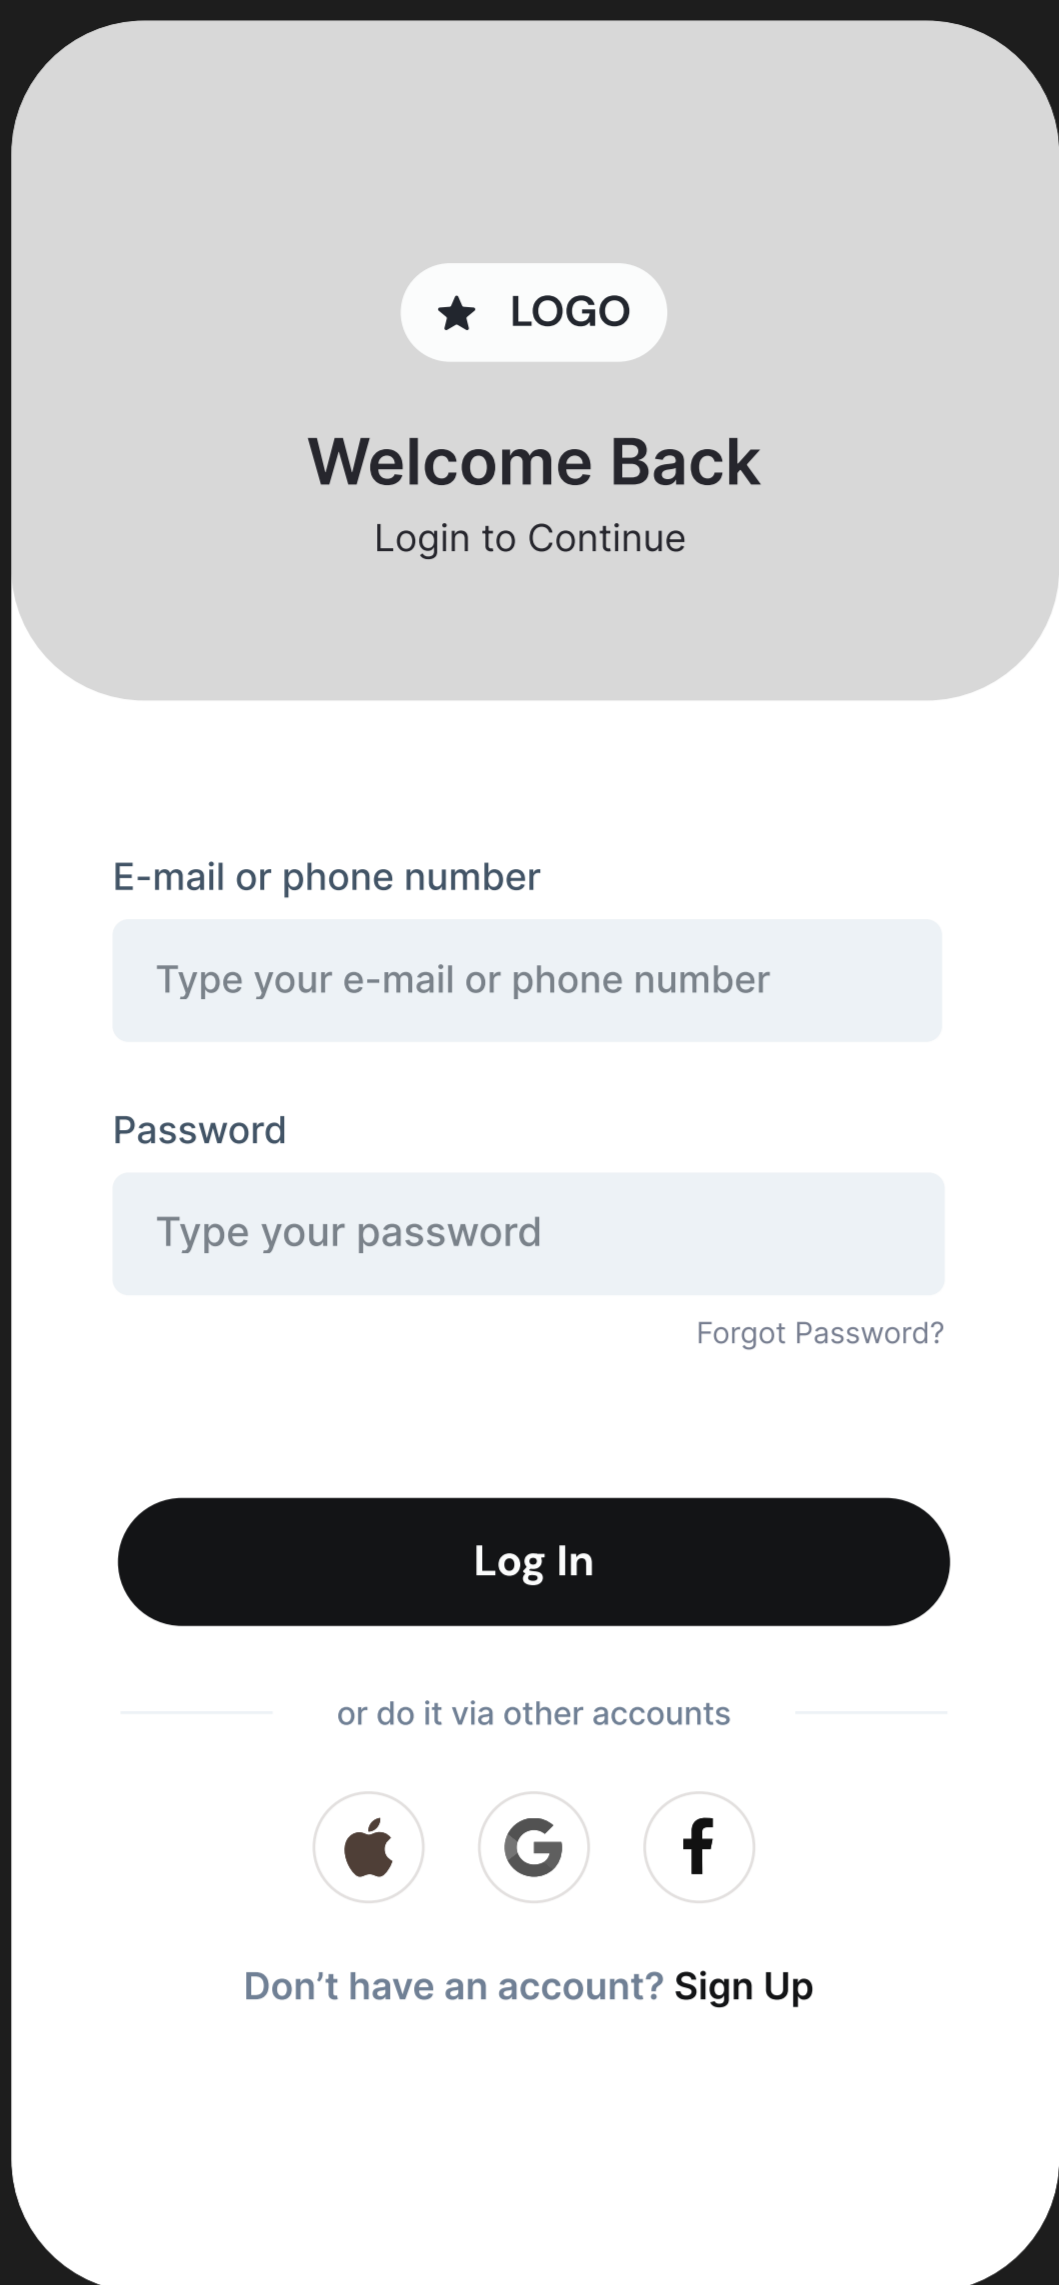 LOGO
Welcome Back
Login to Continue
E-mail or phone number
Type your e-mail or phone number
Password
Type your password
Forgot Password?
Log In
or do it via other accounts
Don’t have an account? Sign Up